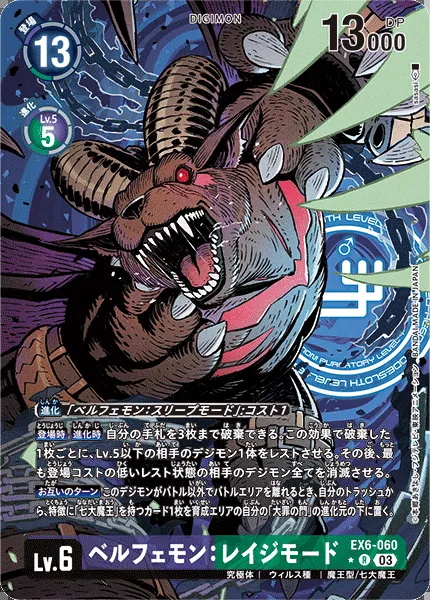 DIGIMON
登場
13
DP
13000
進化
Lv.5
5
sasasi
TH LEVEL
PURGATORY LEVEL
進化「ベルフェモン：スリープモード」：コスト1
登場時 進化時 自分の手札を3枚まで破棄できる。この効果で破棄した
1枚ごとに、Lv.5以下の相手のデジモン1体をレストさせる。その後、最
も登場コストの低いレスト状態の相手のデジモン全てを消滅させる。
お互いのターン このデジモンがバトル以外でバトルエリアを離れるとき、自分のトラッシュか
ら、特徴に「七大魔王」を持つカード1枚を育成エリアの自分の「大罪の門」の進化元の下に置く。
Lv.6
ベルフェモン：レイジモード
EX6-060
R
03
究極体｜ウィルス種｜魔王型/七大魔王
BANDAI MADE IN JAPAN